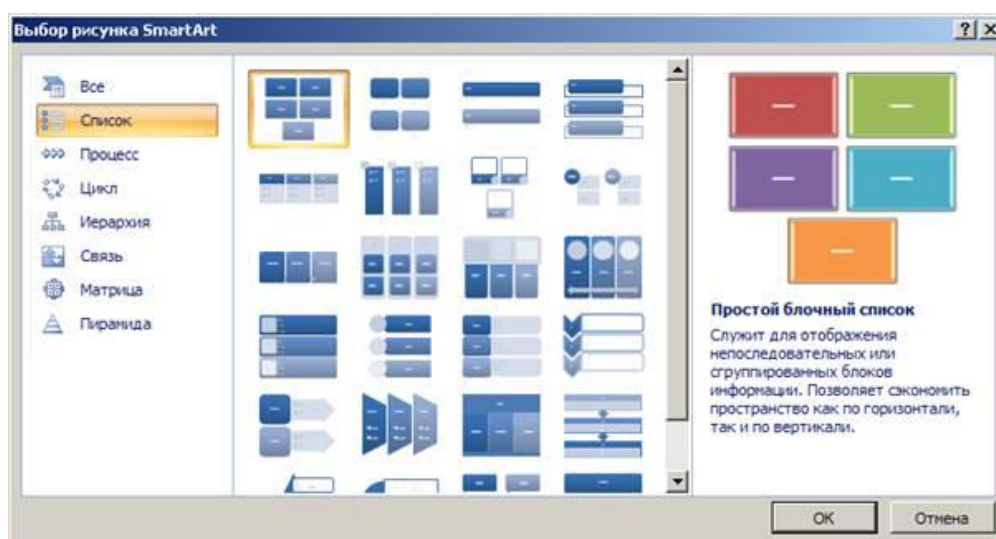 Выбор рисунка SmartArt
Все
Список
Процесс
Цикл
Иерархия
Связь
Матрица
Пирамида
Простой блочный список
Служит для отображения
непоследовательных или
сгруппированных блоков
информации. Позволяет сэкономить
пространство как по горизонтали,
так и по вертикали.
ОК
Отмена